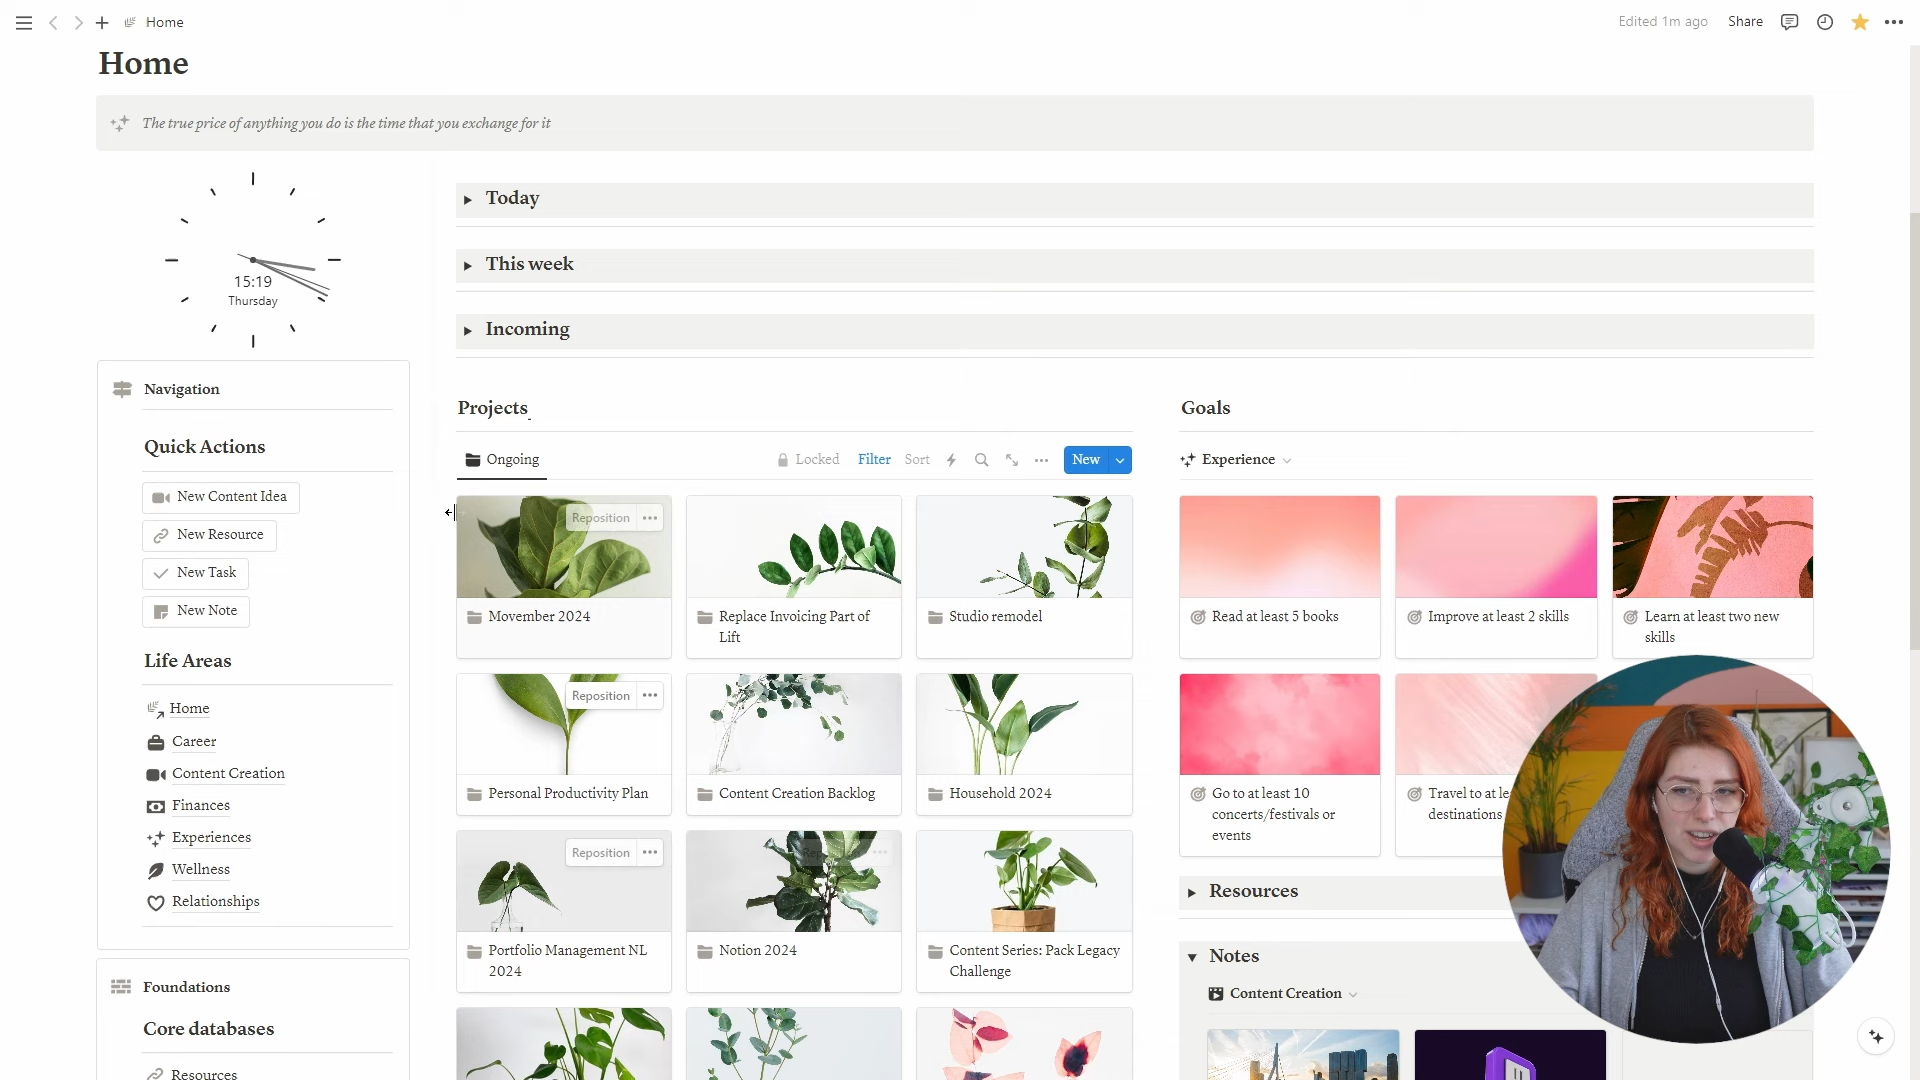 Home
Edited 1m ago
Share
Home
The true price of anything you do is the time that you exchange for it
15:19
Thursday
Navigation
Quick Actions
New Content Idea
New Resource
New Task
New Note
Life Areas
Home
Career
Content Creation
Finances
Experiences
Wellness
Relationships
Foundations
Core databases
Resources
Today
This week
Incoming
Projects
Ongoing
Locked
Filter
Sort
New
Reposition
Movember 2024
Replace Invoicing Part of
Lift
Studio remodel
Reposition
Personal Productivity Plan
Content Creation Backlog
Household 2024
Reposition
Portfolio Management NL
2024
Notion 2024
Content Series: Pack Legacy
Challenge
Goals
Experience
Read at least 5 books
Improve at least 2 skills
Learn at least two new
skills
Go to at least 10
concerts/festivals or
events
Travel to at
destinations
Resources
Notes
Content Creation